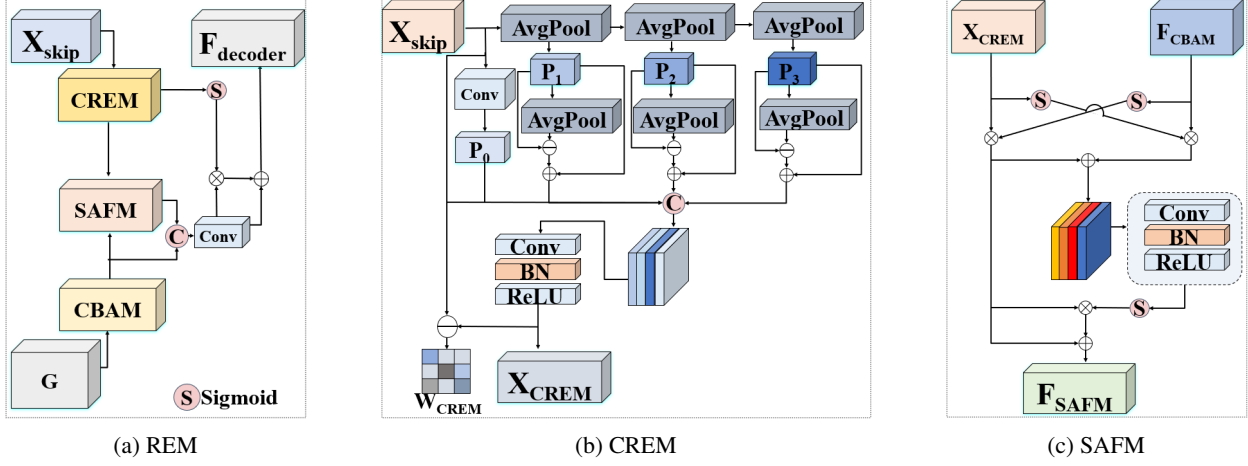 X_skip
F_decoder
CREM
S
SAFM
C
Conv
CBAM
G
S Sigmoid
(a) REM
X_skip
AvgPool
AvgPool
AvgPool
P_1
P_2
P_3
Conv
AvgPool
AvgPool
AvgPool
P_0
C
Conv
BN
ReLU
W_CREM
X_CREM
(b) CREM
X_CREM
F_CBAM
S
S
Conv
BN
ReLU
S
F_SAFM
(c) SAFM